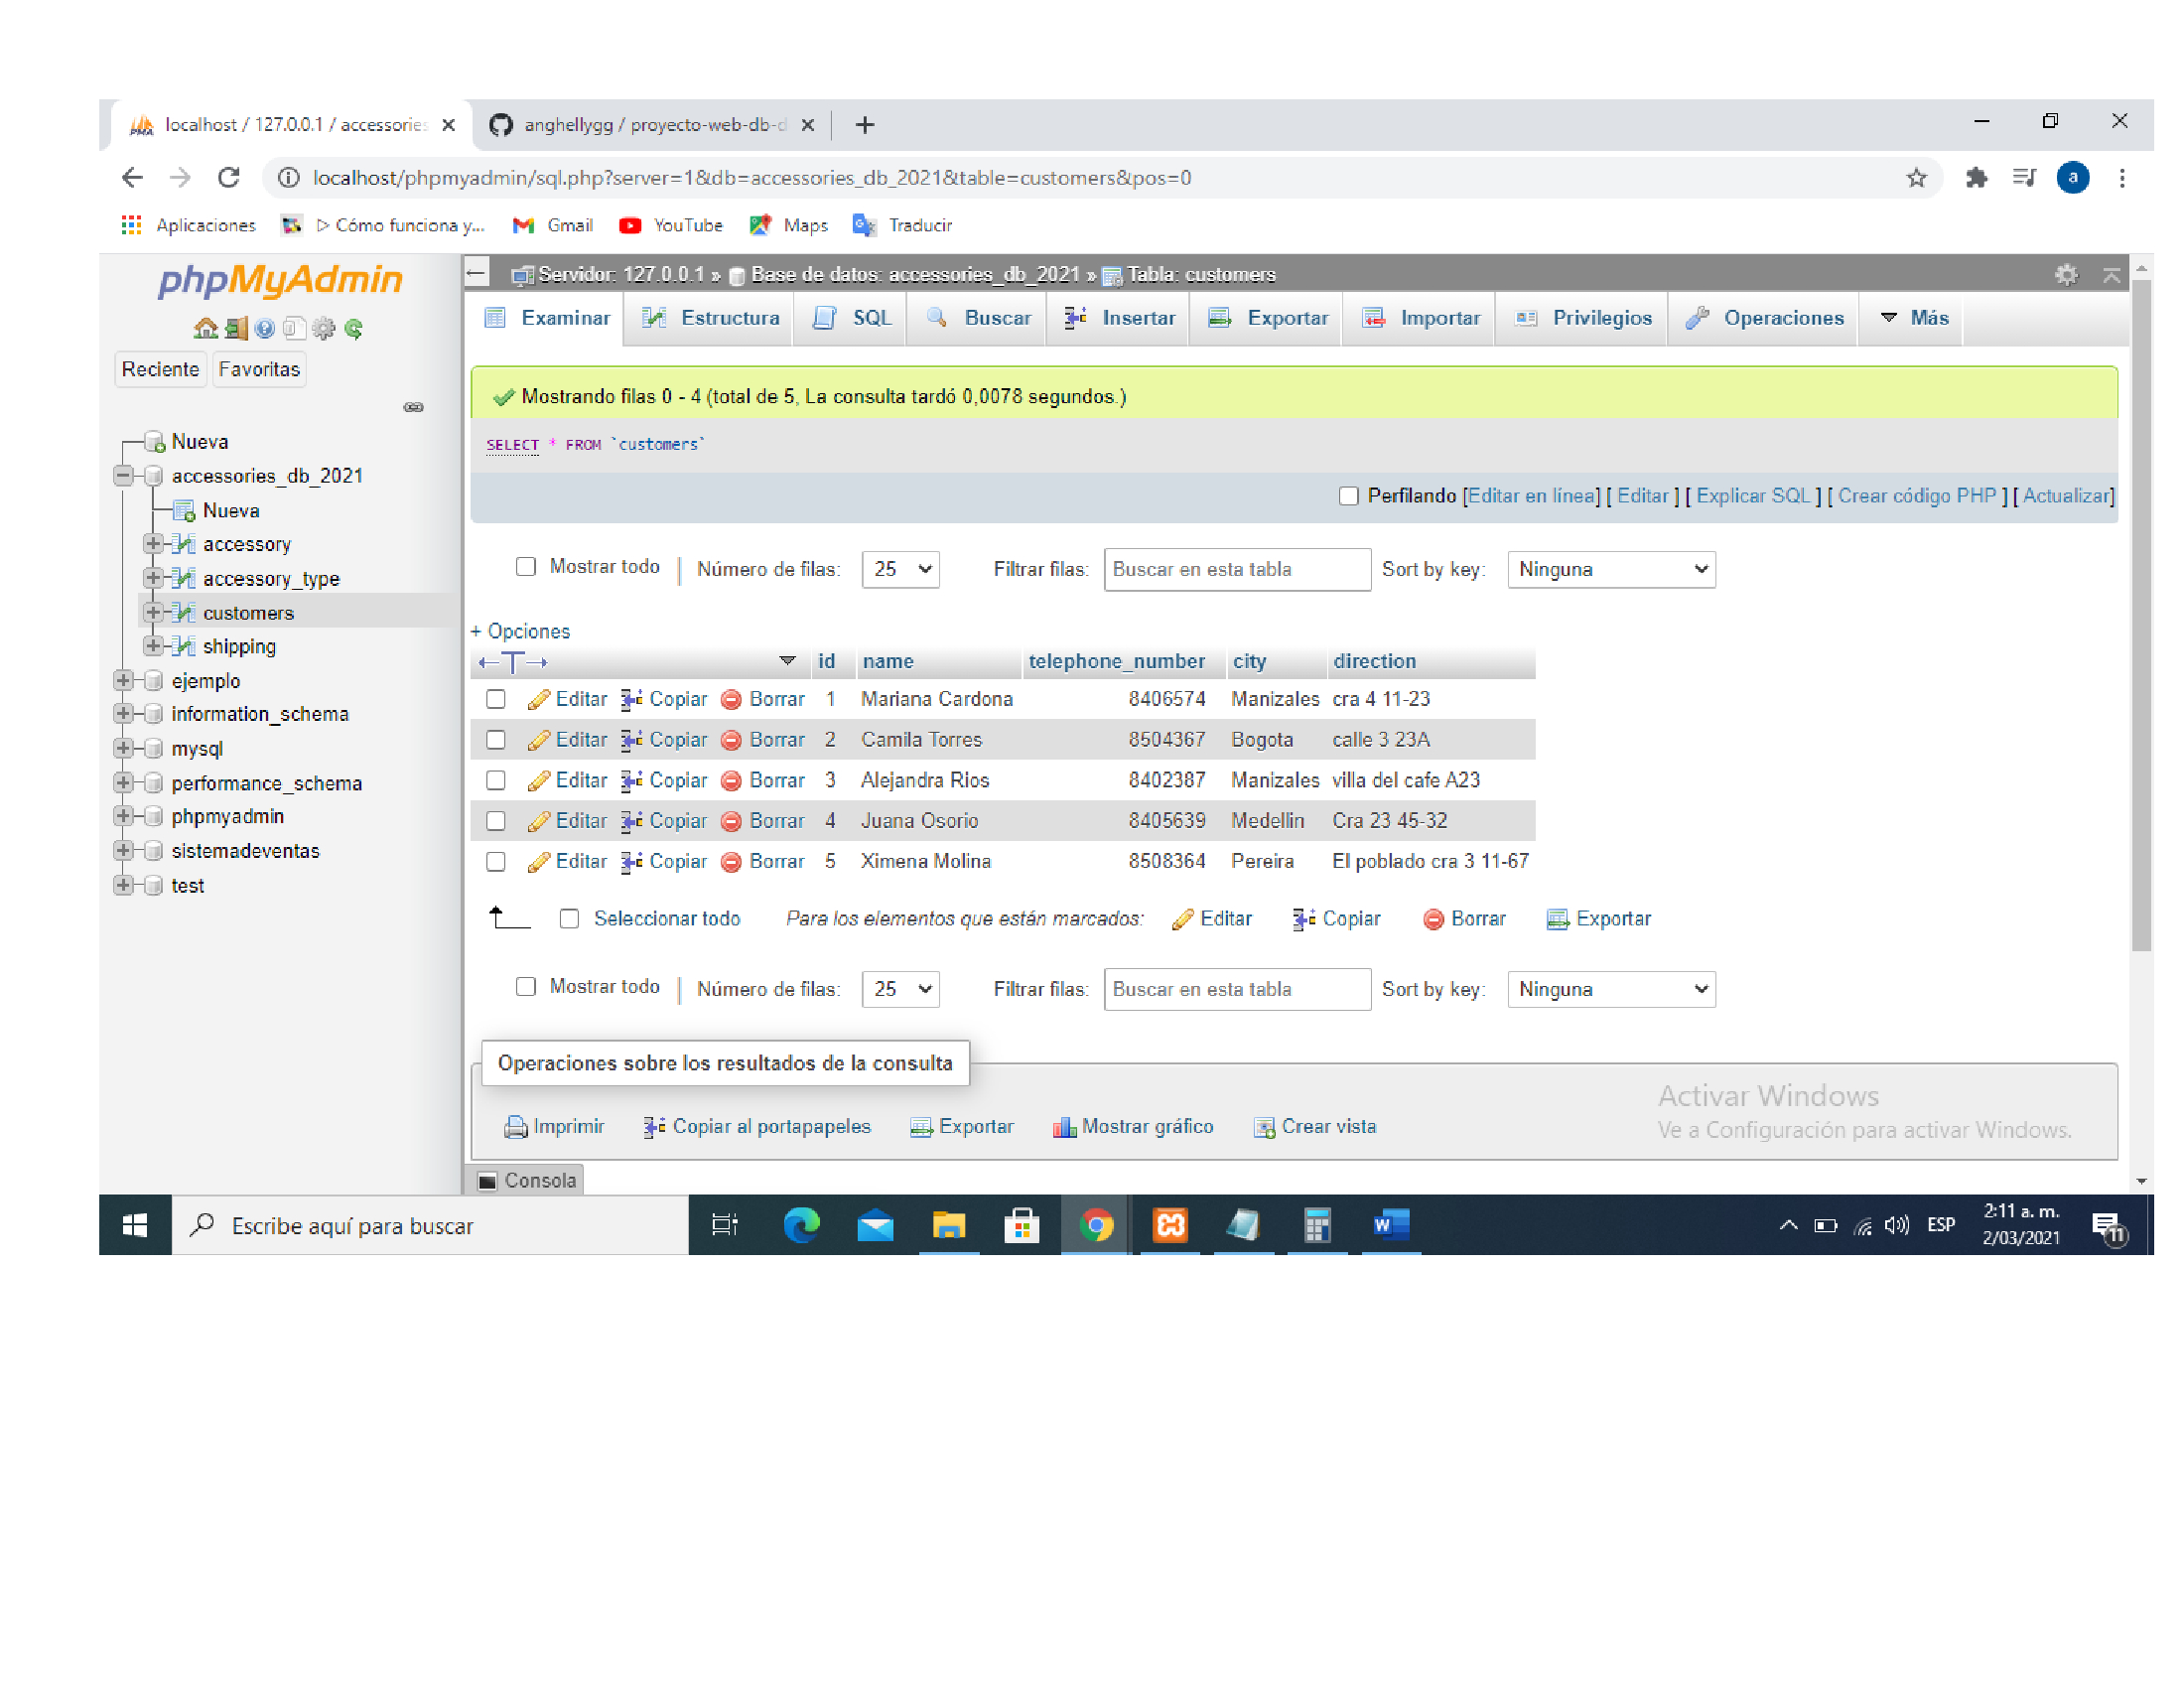 localhost / 127.0.0.1 / accessories
anghellygg / proyecto-web-db-d
localhost/phpmyadmin/sql.php?server=1&db=accessories_db_2021&table=customers&pos=0
a
Aplicaciones ▷ Cómo funciona y... Gmail YouTube Maps Traducir
phpMyAdmin
Reciente Favoritas
Nueva
accessories_db_2021
Nueva
accessory
accessory_type
customers
shipping
ejemplo
information_schema
mysql
performance_schema
phpmyadmin
sistemadeventas
test
Servidor: 127.0.0.1 » Base de datos: accessories_db_2021 » Tabla: customers
Examinar Estructura SQL Buscar Insertar Exportar Importar Privilegios Operaciones Más
Mostrando filas 0 - 4 (total de 5, La consulta tardó 0,0078 segundos.)
SELECT * FROM `customers`
Perfilando [Editar en línea] [ Editar ] [ Explicar SQL ] [ Crear código PHP ] [ Actualizar]
Mostrar todo | Número de filas: 25 Filtrar filas: Buscar en esta tabla Sort by key: Ninguna
+ Opciones
←T→ id name telephone_number city direction
Editar Copiar Borrar 1 Mariana Cardona 8406574 Manizales cra 4 11-23
Editar Copiar Borrar 2 Camila Torres 8504367 Bogota calle 3 23A
Editar Copiar Borrar 3 Alejandra Rios 8402387 Manizales villa del cafe A23
Editar Copiar Borrar 4 Juana Osorio 8405639 Medellin Cra 23 45-32
Editar Copiar Borrar 5 Ximena Molina 8508364 Pereira El poblado cra 3 11-67
Seleccionar todo Para los elementos que están marcados: Editar Copiar Borrar Exportar
Mostrar todo | Número de filas: 25 Filtrar filas: Buscar en esta tabla Sort by key: Ninguna
Operaciones sobre los resultados de la consulta
Imprimir Copiar al portapapeles Exportar Mostrar gráfico Crear vista
Activar Windows
Ve a Configuración para activar Windows.
Consola
Escribe aquí para buscar
ESP
2:11 a. m.
2/03/2021
11